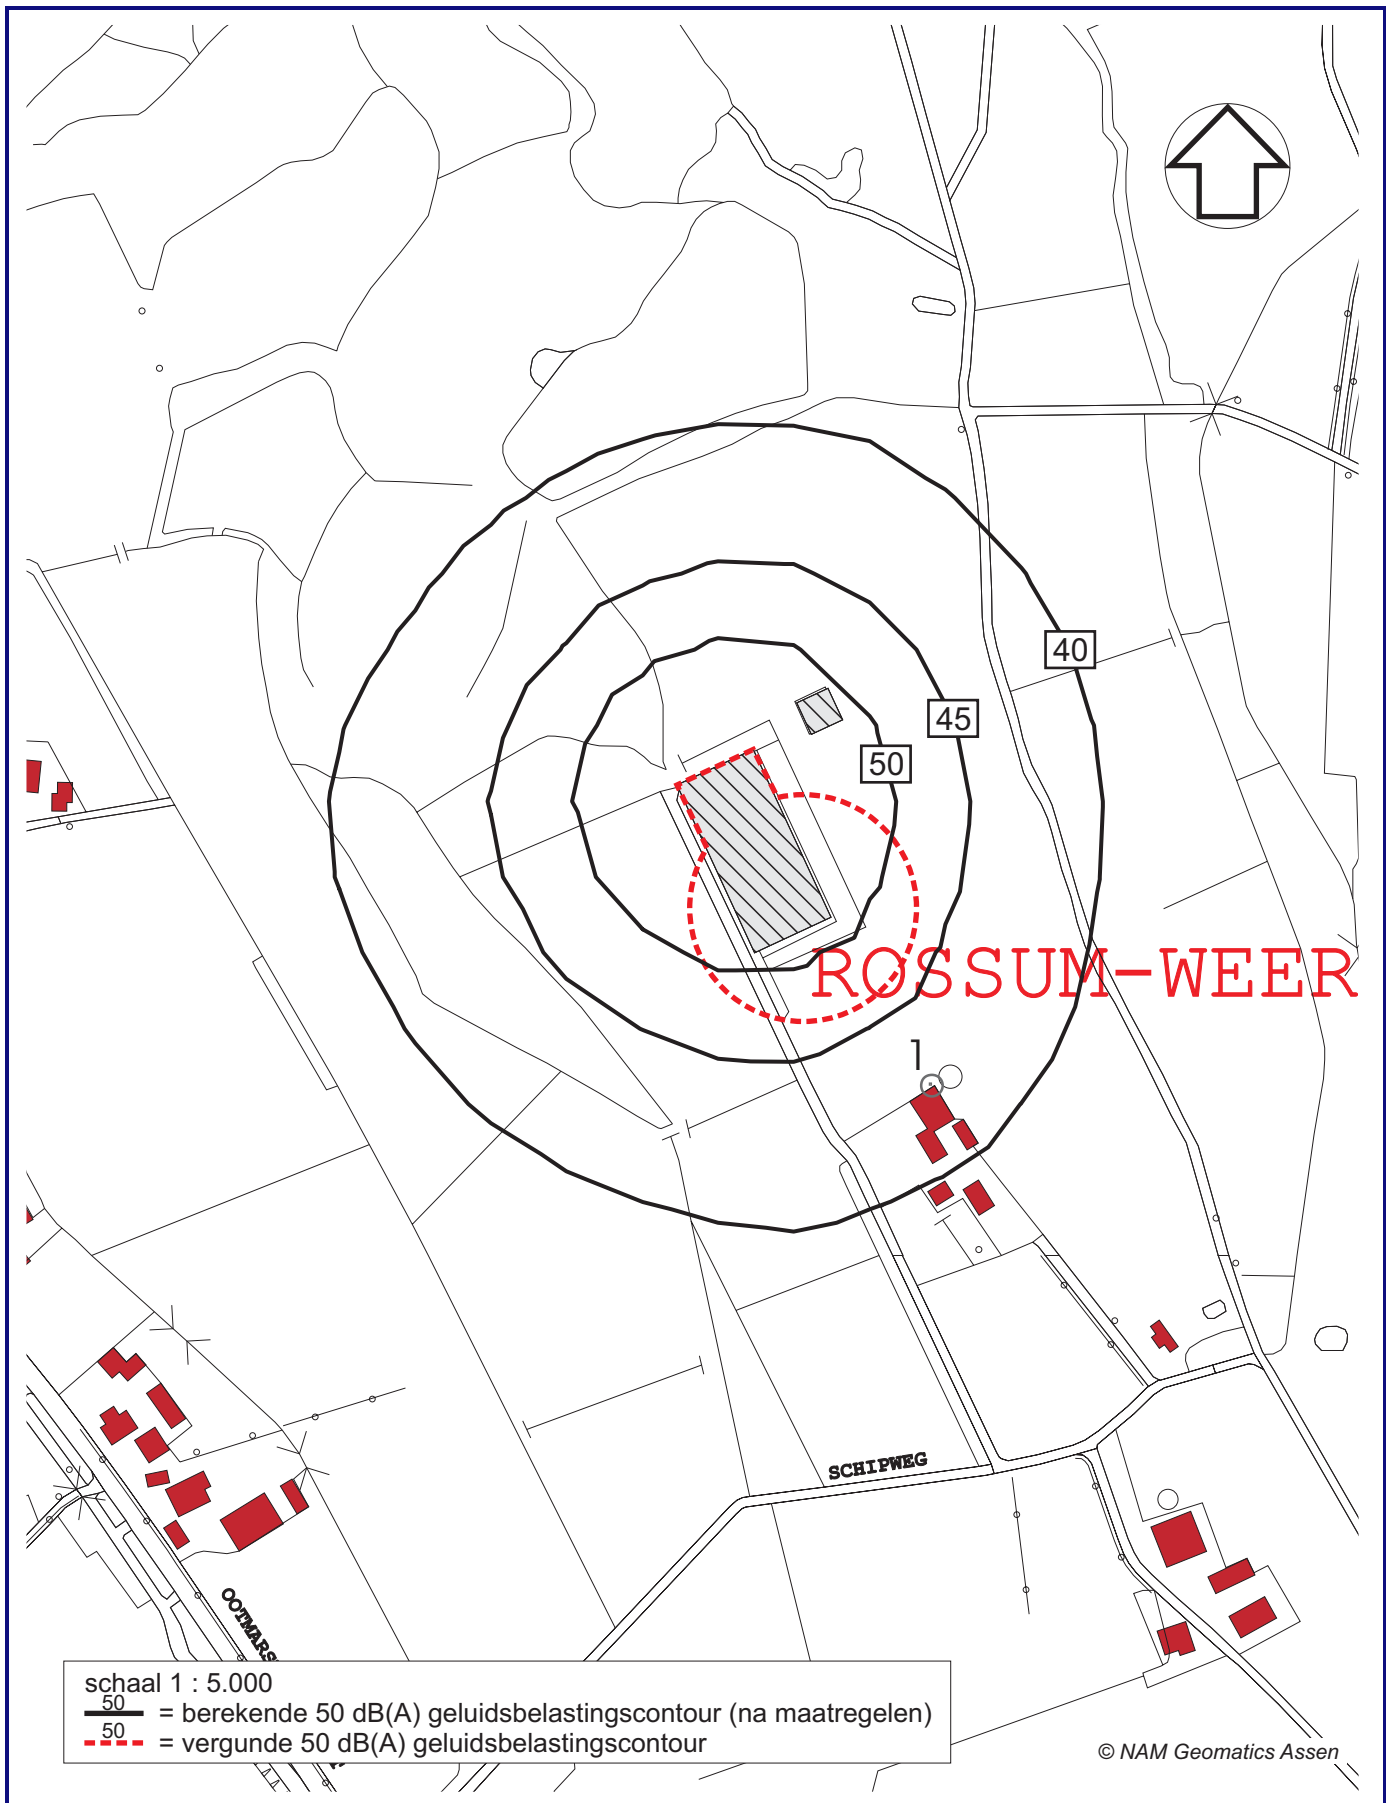 40
45
50
ROSSUM-WEER
1
SCHIPWEG
OOTMARS
schaal 1 : 5.000
50 = berekende 50 dB(A) geluidsbelastingscontour (na maatregelen)
50 = vergunde 50 dB(A) geluidsbelastingscontour
© NAM Geomatics Assen